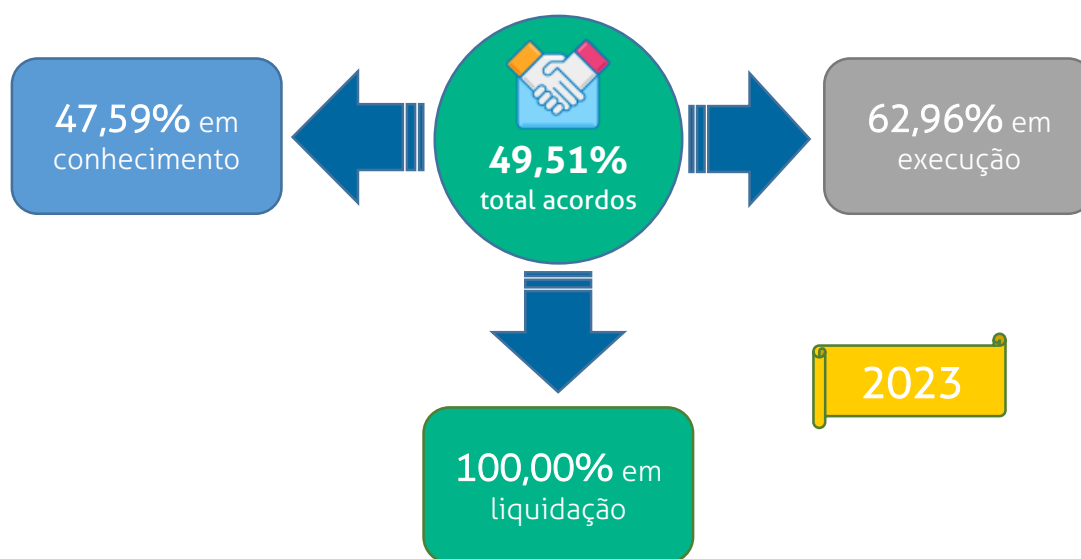 47,59% em
conhecimento
49,51%
total acordos
62,96% em
execução
2023
100,00% em
liquidação